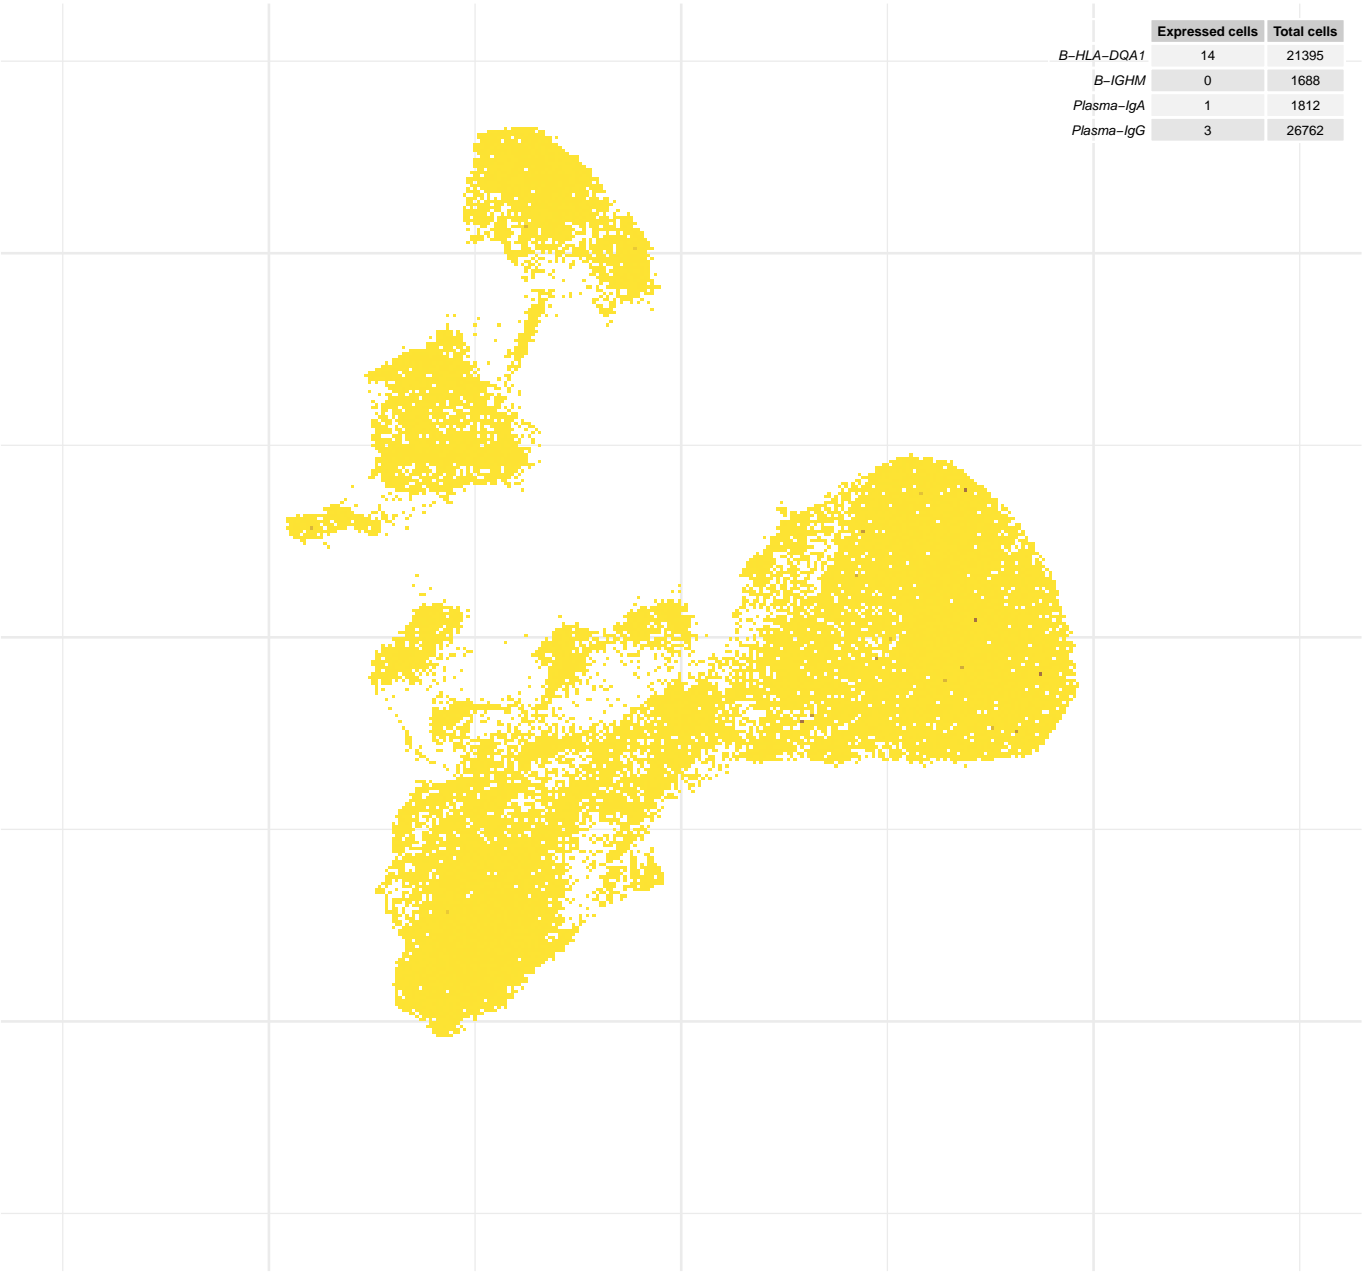 Expressed cells Total cells
B−HLA−DQA1 14 21395
B−IGHM 0 1688
Plasma−IgA 1 1812
Plasma−IgG 3 26762